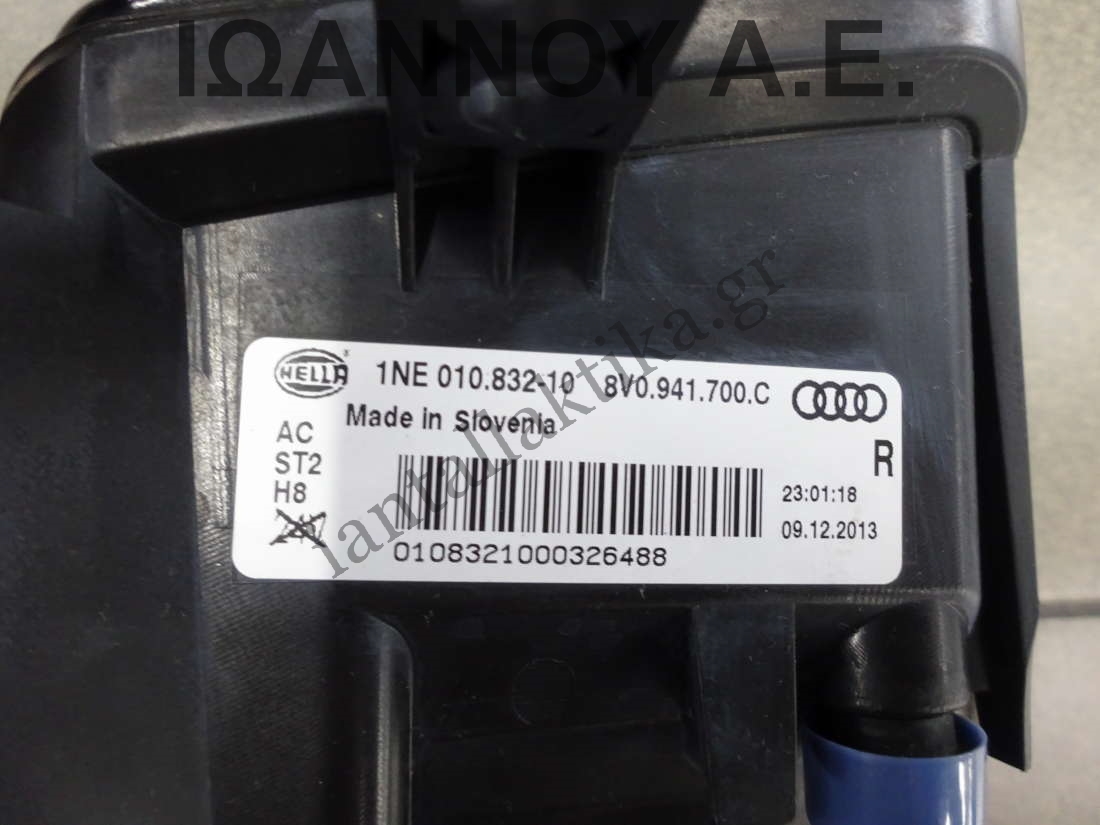 ΙΩΑΝΝΟΥ Α.Ε.
HELLA 1NE 010.832-10 8V0.941.700.C
Made in Slovenia
AC
ST2
H8
24V
R
23:01:18
09.12.2013
0108321000326488
iantallaktika.gr